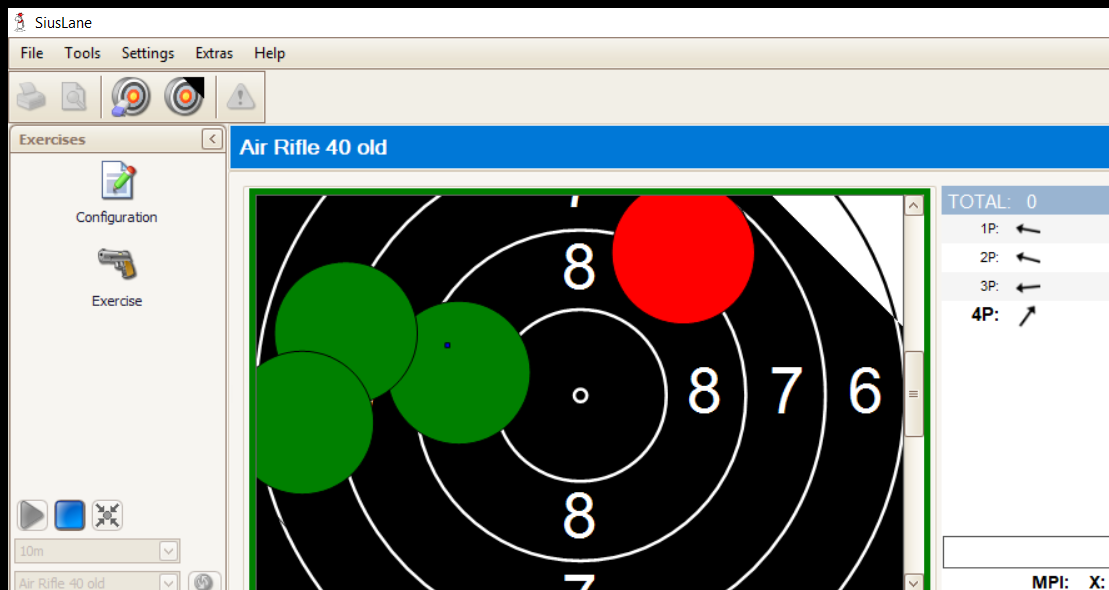 SiusLane
File Tools Settings Extras Help
Exercises
Air Rifle 40 old
Configuration
Exercise
10m
Air Rifle 40 old
7
8
8 7 6
8
7
TOTAL: 0
1P:
2P:
3P:
4P:
MPI: X: